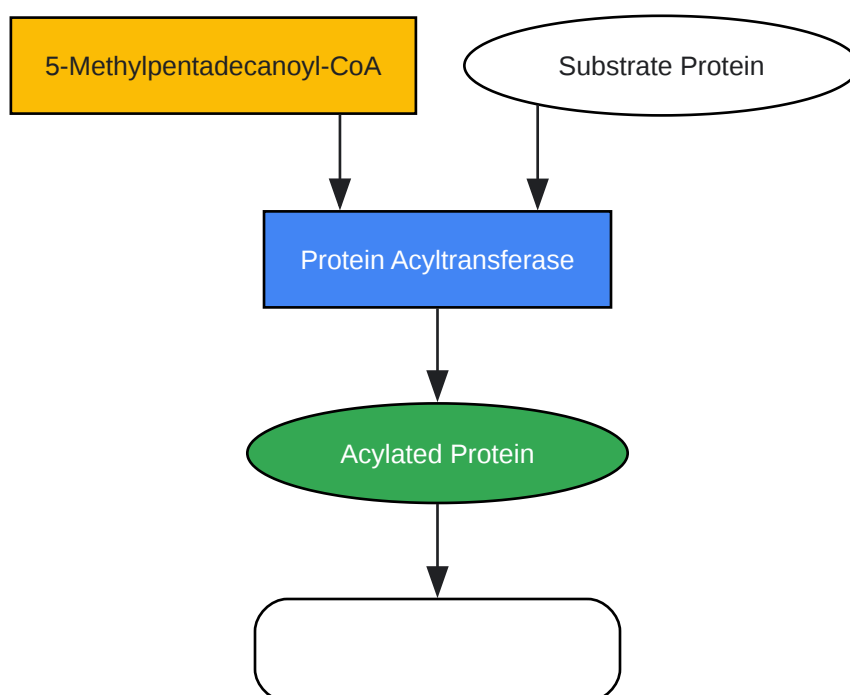 5-Methylpentadecanoyl-CoA
Substrate Protein
Protein Acyltransferase
Acylated Protein